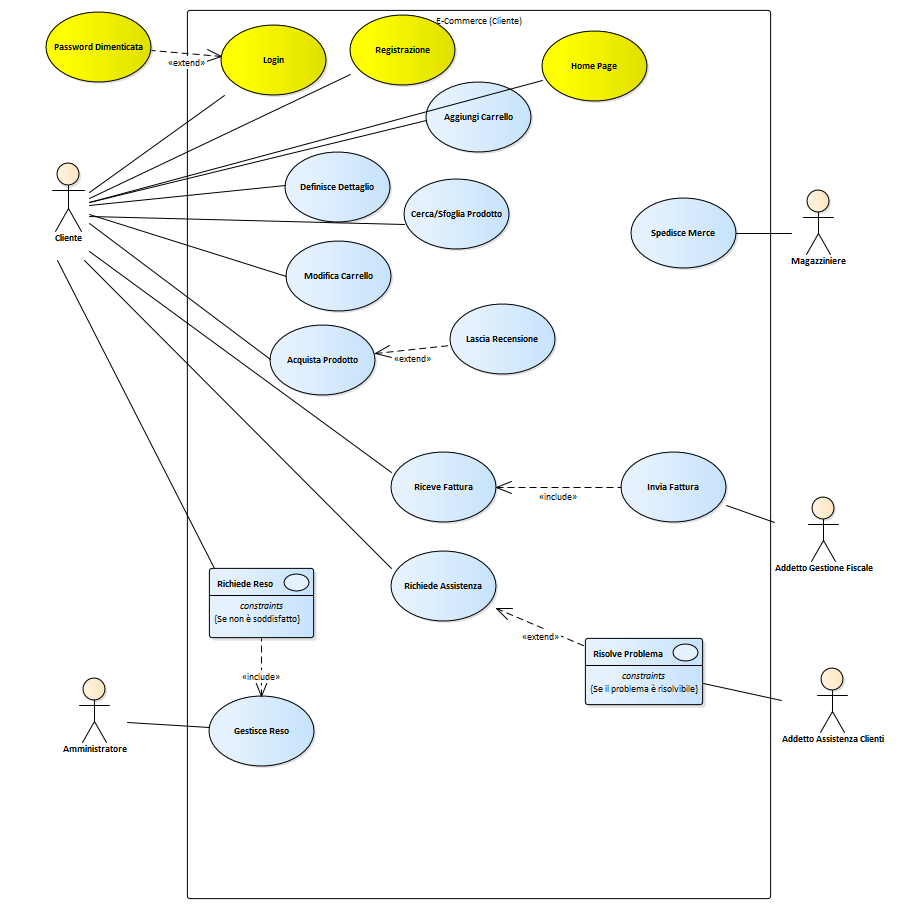 E-Commerce (Cliente)
Password Dimenticata
«extend»
Login
Registrazione
Home Page
Aggiungi Carrello
Definisce Dettaglio
Cerca/Sfoglia Prodotto
Cliente
Spedisce Merce
Magazziniere
Modifica Carrello
Acquista Prodotto
«extend»
Lascia Recensione
Riceve Fattura
«include»
Invia Fattura
Addetto Gestione Fiscale
Richiede Reso
constraints
{Se non è soddisfatto}
Richiede Assistenza
«extend»
Risolve Problema
constraints
{Se il problema è risolvibile}
«include»
Gestisce Reso
Amministratore
Addetto Assistenza Clienti